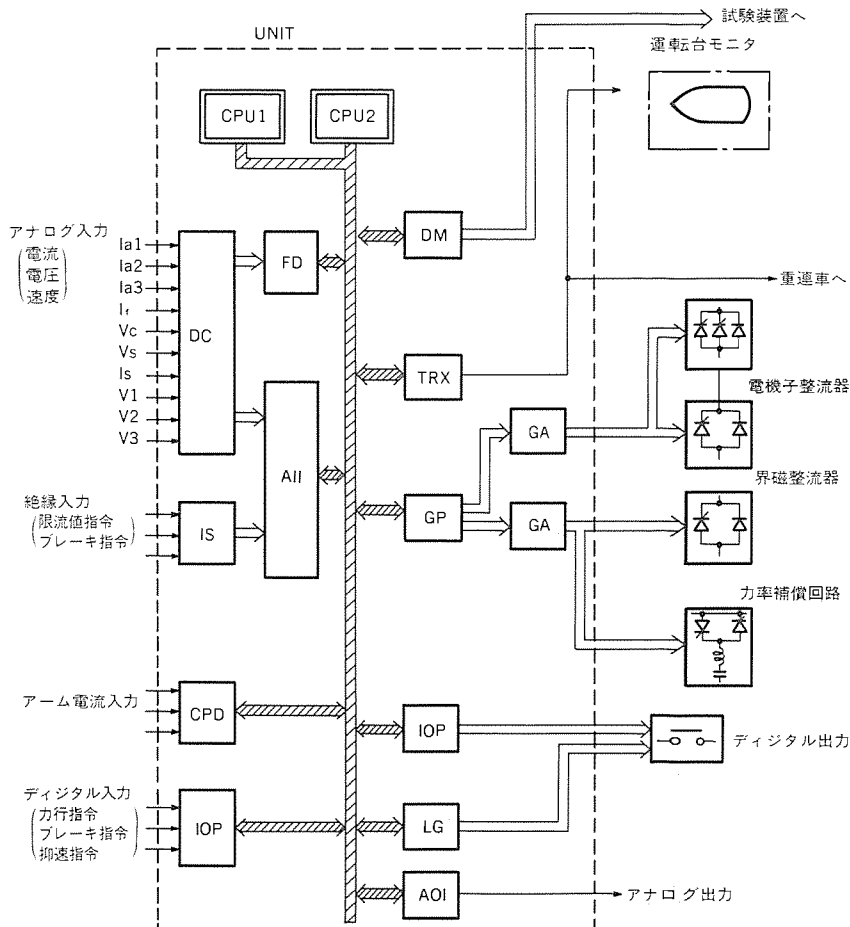 試験装置へ
UNIT
運転台モニタ
CPU1
CPU2
アナログ入力
電流
電圧
速度
Ia1
Ia2
Ia3
If
Vc
Vs
Is
V1
V2
V3
DC
FD
DM
重連車へ
TRX
電機子整流器
AII
GA
絶縁入力
限流値指令
ブレーキ指令
IS
GP
GA
界磁整流器
力率補償回路
アーム電流入力
CPD
IOP
ディジタル出力
ディジタル入力
力行指令
ブレーキ指令
抑速指令
IOP
LG
AOI
アナログ出力